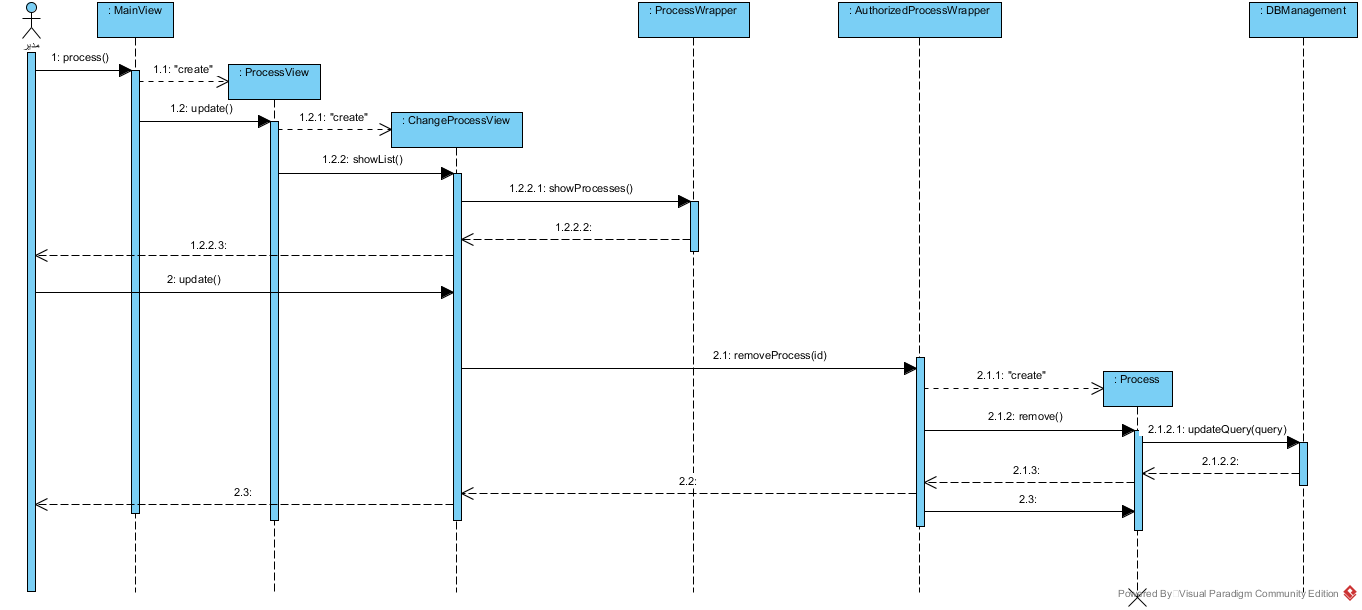 : MainView
: ProcessWrapper
: AuthorizedProcessWrapper
: DBManagement
مدیر
1: process()
1.1: "create"
: ProcessView
1.2: update()
1.2.1: "create"
: ChangeProcessView
1.2.2: showList()
1.2.2.1: showProcesses()
1.2.2.2:
1.2.2.3:
2: update()
2.1: removeProcess(id)
2.1.1: "create"
: Process
2.1.2: remove()
2.1.2.1: updateQuery(query)
2.1.2.2:
2.1.3:
2.2:
2.3:
2.3:
Powered By Visual Paradigm Community Edition